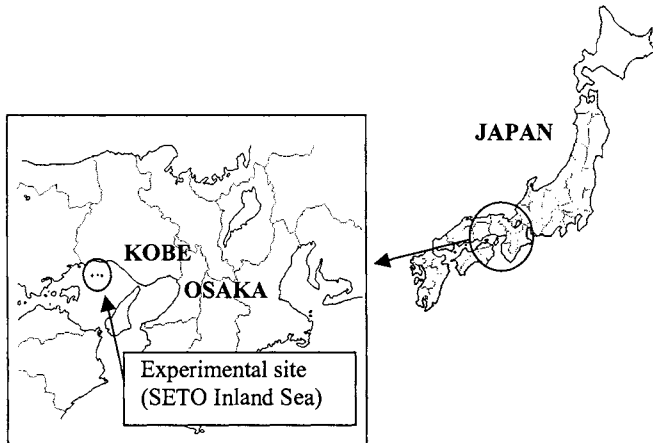 JAPAN
KOBE
OSAKA
Experimental site
(SETO Inland Sea)